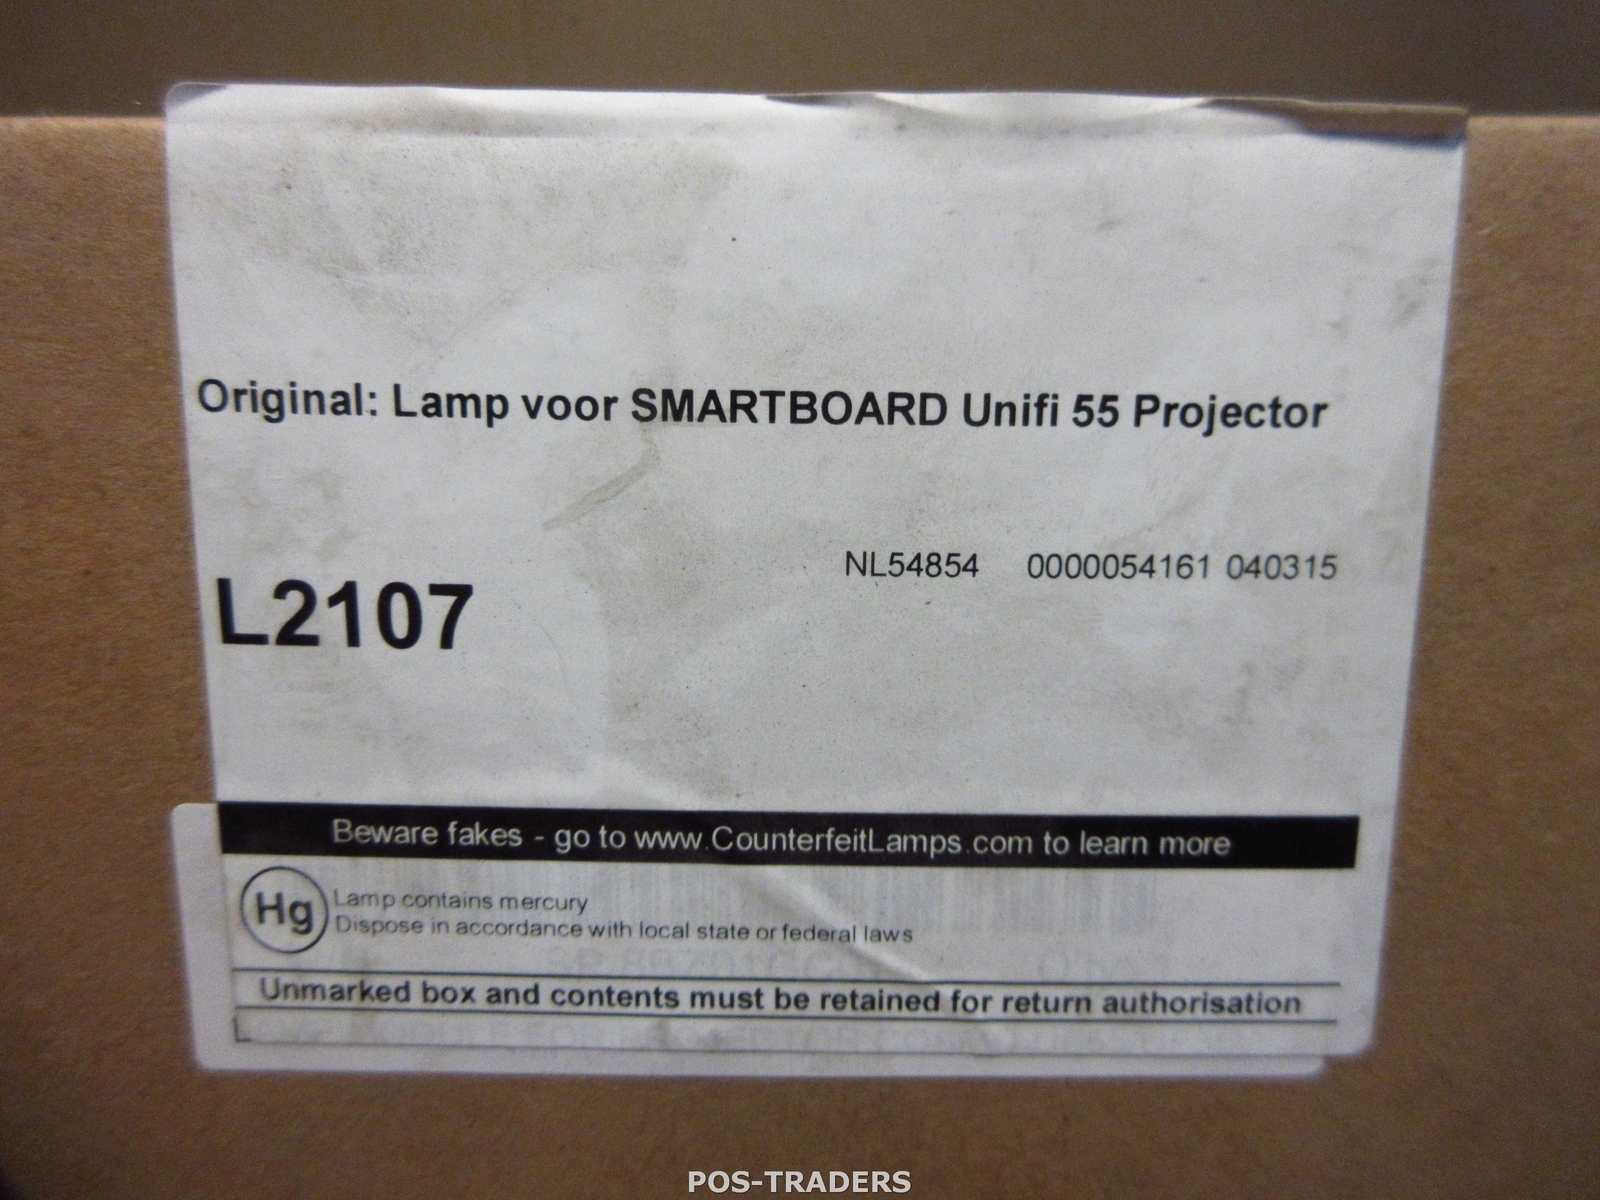 Original: Lamp voor SMARTBOARD Unifi 55 Projector
NL54854 0000054161 040315
L2107
Beware fakes - go to www.CounterfeitLamps.com to learn more
Hg
Lamp contains mercury
Dispose in accordance with local state or federal laws
Unmarked box and contents must be retained for return authorisation
POS-TRADERS